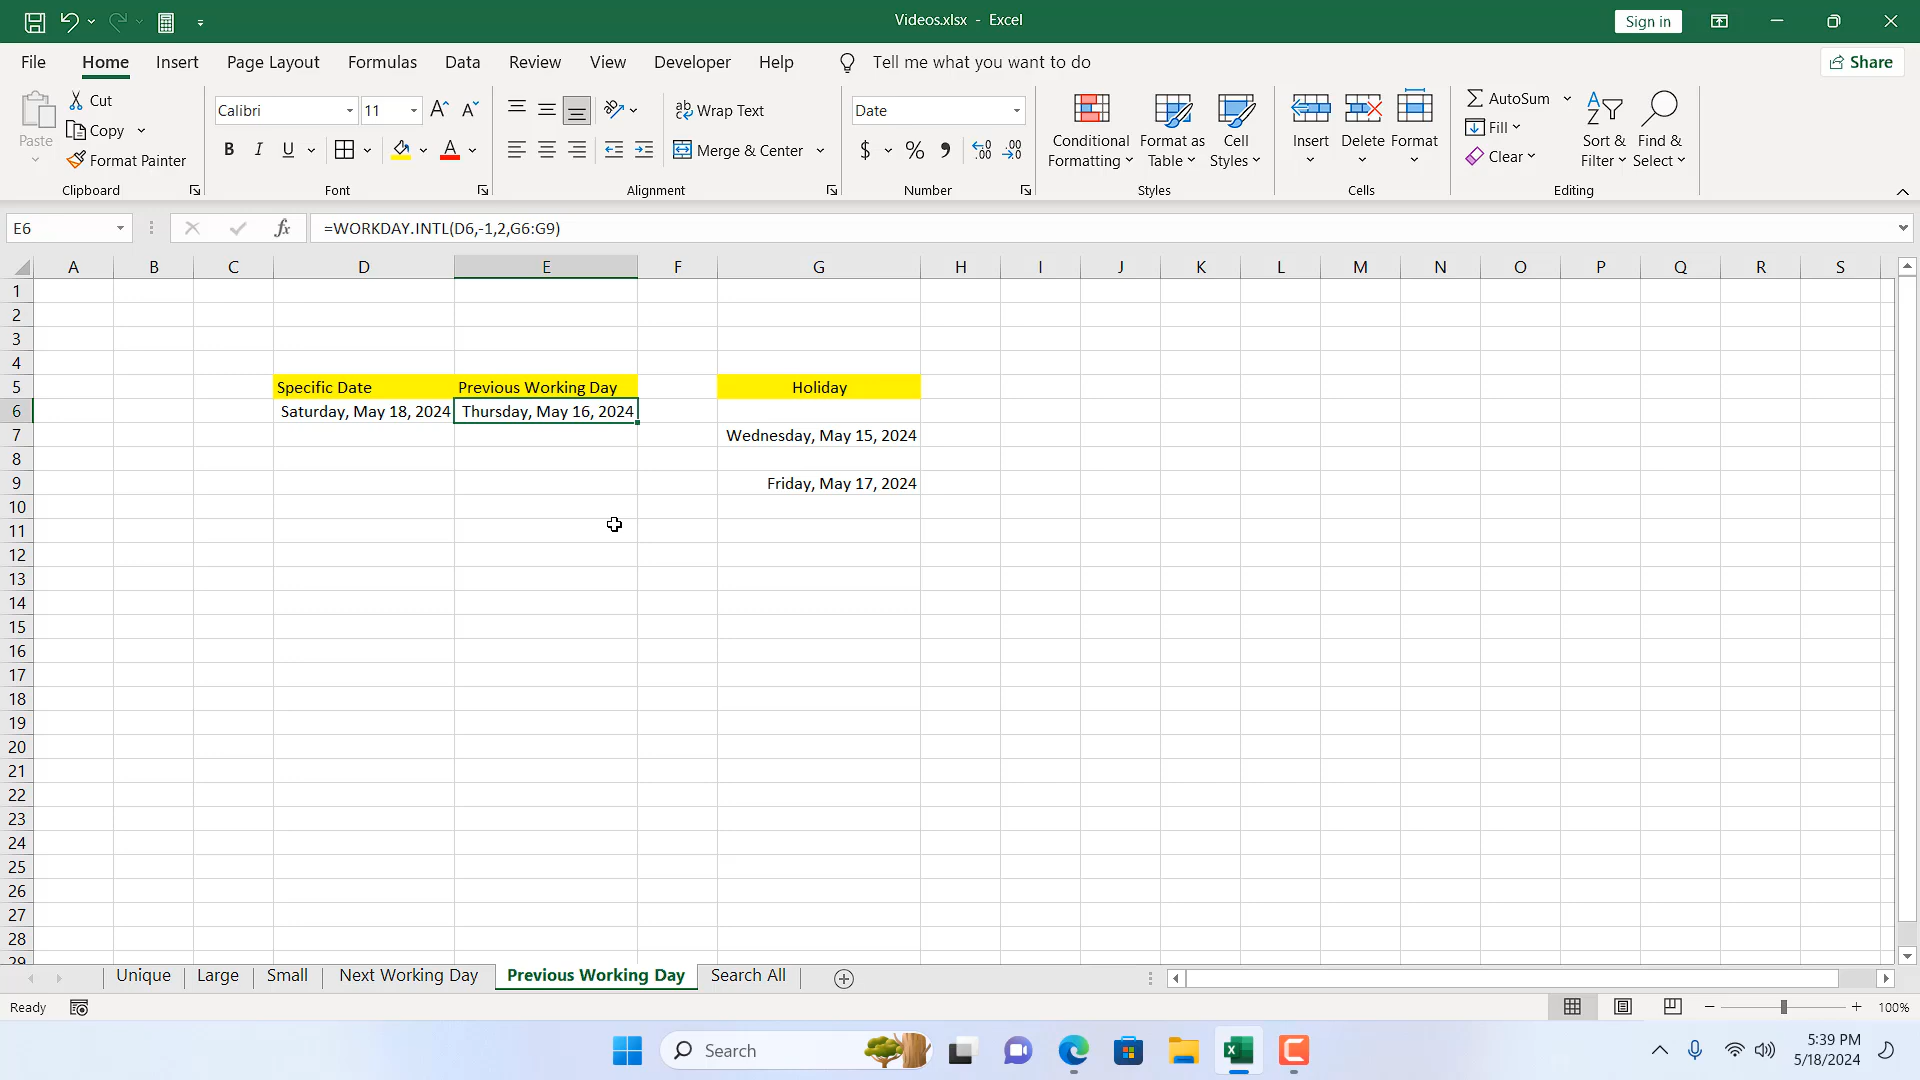 Videos.xlsx - Excel
Sign in
File Home Insert Page Layout Formulas Data Review View Developer Help Tell me what you want to do Share
Paste Cut Copy Format Painter Clipboard
Calibri 11 A A B I U A Font
ab Wrap Text Merge & Center Alignment
Date $ % 9 .00 .00 Number
Conditional Formatting Format as Table Cell Styles Styles
Insert Delete Format Cells
AutoSum Fill Clear Sort & Filter Find & Select Editing
E6 fx =WORKDAY.INTL(D6,-1,2,G6:G9)
A B C D E F G H I J K L M N O P Q R S
1
2
3
4
5 Specific Date Previous Working Day Holiday
6 Saturday, May 18, 2024 Thursday, May 16, 2024
7 Wednesday, May 15, 2024
8
9 Friday, May 17, 2024
10
11
12
13
14
15
16
17
18
19
20
21
22
23
24
25
26
27
28
29
Unique Large Small Next Working Day Previous Working Day Search All
Ready 100%
Search
5:39 PM
5/18/2024